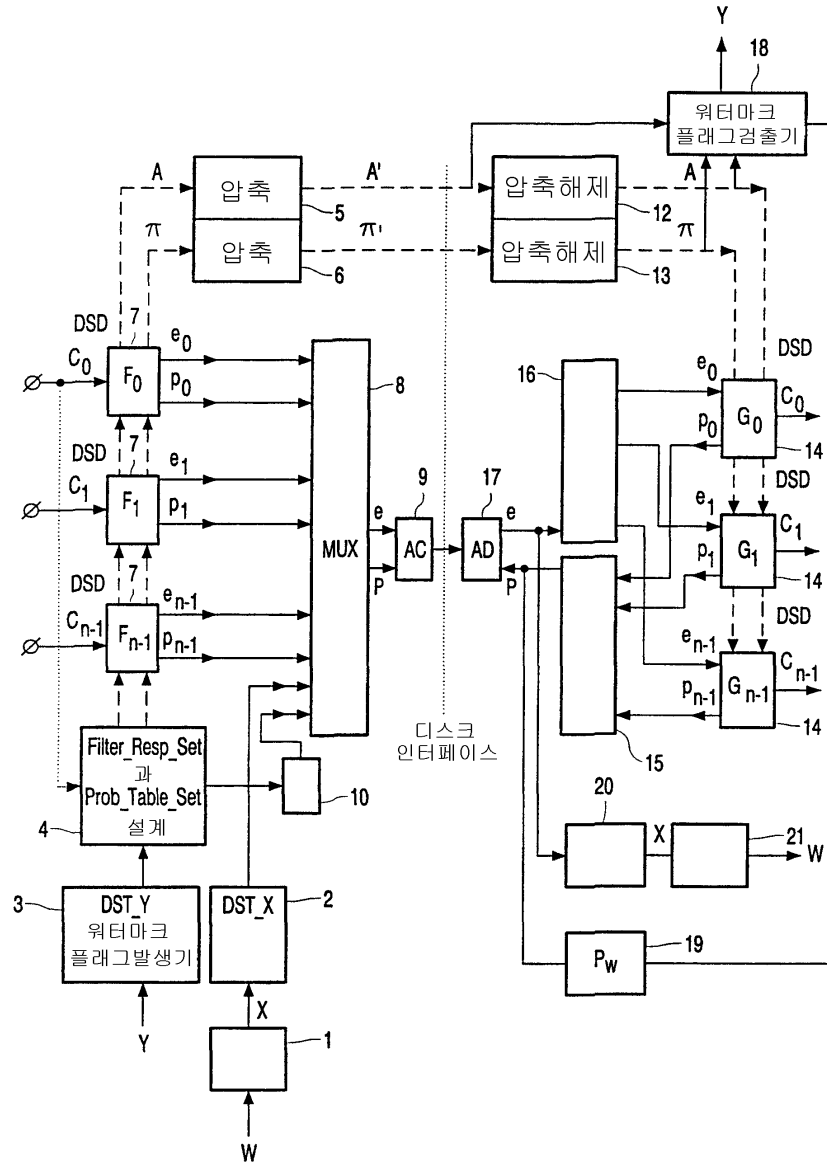 Y
18
워터마크
플래그검출기
A
압축
A'
압축해제
A
5
12
π
압축
π'
압축해제
π
6
13
DSD
7
e0
C0
F0
p0
8
DSD
7
e1
C1
F1
p1
MUX
DSD
7
en-1
Cn-1
Fn-1
pn-1
e
9
AC
P
17
AD
e
P
디스크
인터페이스
16
15
e0
DSD
C0
p0
G0
14
DSD
e1
C1
p1
G1
14
DSD
en-1
Cn-1
pn-1
Gn-1
14
Filter_Resp_Set
과
Prob_Table_Set
설계
4
10
3
DST_Y
워터마크
플래그발생기
Y
DST_X
2
X
1
W
20
X
21
W
Pw
19